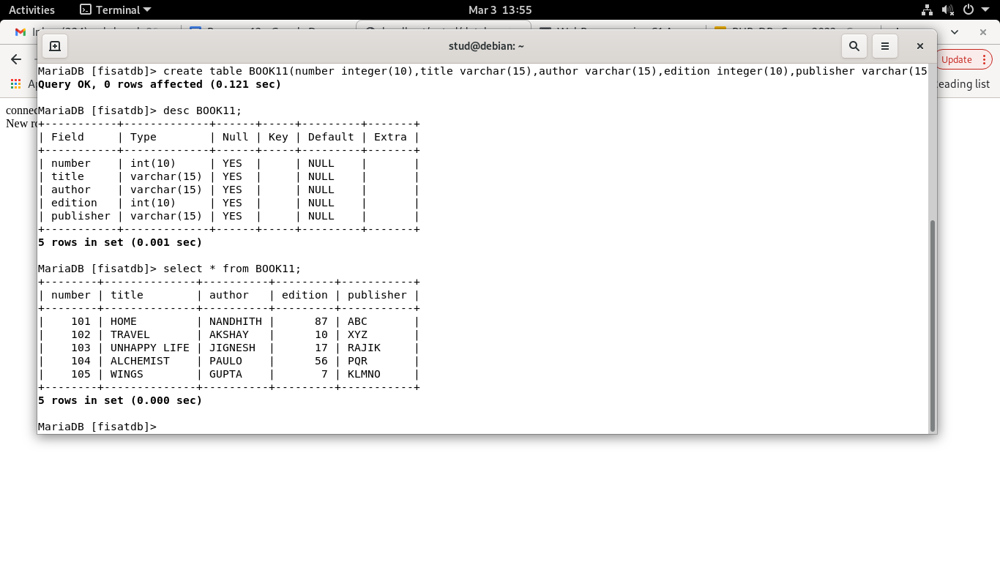 Activities Terminal Mar 3 13:55
stud@debian: ~
Update
eading list
MariaDB [fisatdb]> create table BOOK11(number integer(10),title varchar(15),author varchar(15),edition integer(10),publisher varchar(15
Query OK, 0 rows affected (0.121 sec)
MariaDB [fisatdb]> desc BOOK11;
+-----------+-------------+------+-----+---------+-------+
| Field     | Type        | Null | Key | Default | Extra |
+-----------+-------------+------+-----+---------+-------+
| number    | int(10)     | YES  |     | NULL    |       |
| title     | varchar(15) | YES  |     | NULL    |       |
| author    | varchar(15) | YES  |     | NULL    |       |
| edition   | int(10)     | YES  |     | NULL    |       |
| publisher | varchar(15) | YES  |     | NULL    |       |
+-----------+-------------+------+-----+---------+-------+
5 rows in set (0.001 sec)
MariaDB [fisatdb]> select * from BOOK11;
+--------+--------------+----------+---------+-----------+
| number | title        | author   | edition | publisher |
+--------+--------------+----------+---------+-----------+
|    101 | HOME         | NANDHITH |      87 | ABC       |
|    102 | TRAVEL       | AKSHAY   |      10 | XYZ       |
|    103 | UNHAPPY LIFE | JIGNESH  |      17 | RAJIK     |
|    104 | ALCHEMIST    | PAULO    |      56 | PQR       |
|    105 | WINGS        | GUPTA    |       7 | KLMNO     |
+--------+--------------+----------+---------+-----------+
5 rows in set (0.000 sec)
MariaDB [fisatdb]>